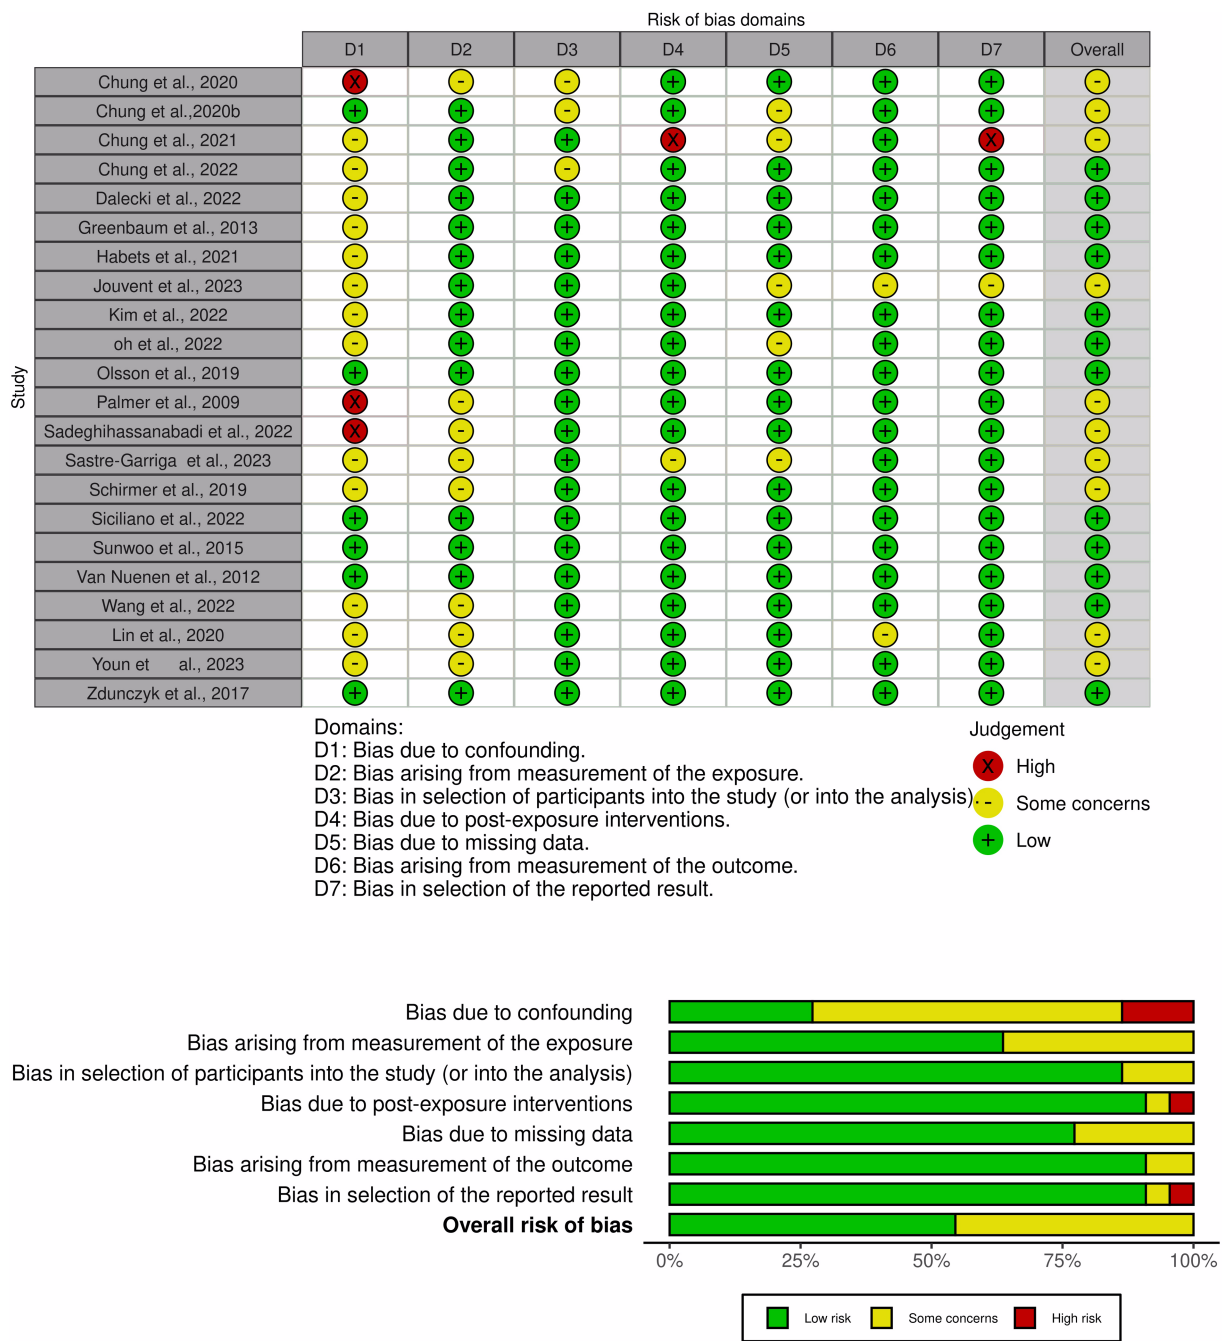 Risk of bias domains
D1 D2 D3 D4 D5 D6 D7 Overall
Study
Chung et al., 2020 X - - + + + + -
Chung et al.,2020b + + - + - + + -
Chung et al., 2021 - + + X - + X -
Chung et al., 2022 - + - + + + + +
Dalecki et al., 2022 - + + + + + + +
Greenbaum et al., 2013 - + + + + + + +
Habets et al., 2021 - + + + + + + +
Jouvent et al., 2023 - + + + - - - -
Kim et al., 2022 - + + + + + + +
oh et al., 2022 - + + + - + + +
Olsson et al., 2019 + + + + + + + +
Palmer et al., 2009 X - + + + + + -
Sadeghihassanabadi et al., 2022 X - + + + + + -
Sastre-Garriga et al., 2023 - - + - - + + -
Schirmer et al., 2019 - - + + + + + -
Siciliano et al., 2022 + + + + + + + +
Sunwoo et al., 2015 + + + + + + + +
Van Nuenen et al., 2012 + + + + + + + +
Wang et al., 2022 - - + + + + + +
Lin et al., 2020 - - + + + - + -
Youn et al., 2023 - - + + + + + -
Zdunczyk et al., 2017 + + + + + + + +
Domains:
D1: Bias due to confounding.
D2: Bias arising from measurement of the exposure.
D3: Bias in selection of participants into the study (or into the analysis).
D4: Bias due to post-exposure interventions.
D5: Bias due to missing data.
D6: Bias arising from measurement of the outcome.
D7: Bias in selection of the reported result.
Judgement
X High
- Some concerns
+ Low
Bias due to confounding
Bias arising from measurement of the exposure
Bias in selection of participants into the study (or into the analysis)
Bias due to post-exposure interventions
Bias due to missing data
Bias arising from measurement of the outcome
Bias in selection of the reported result
Overall risk of bias
0% 25% 50% 75% 100%
Low risk Some concerns High risk